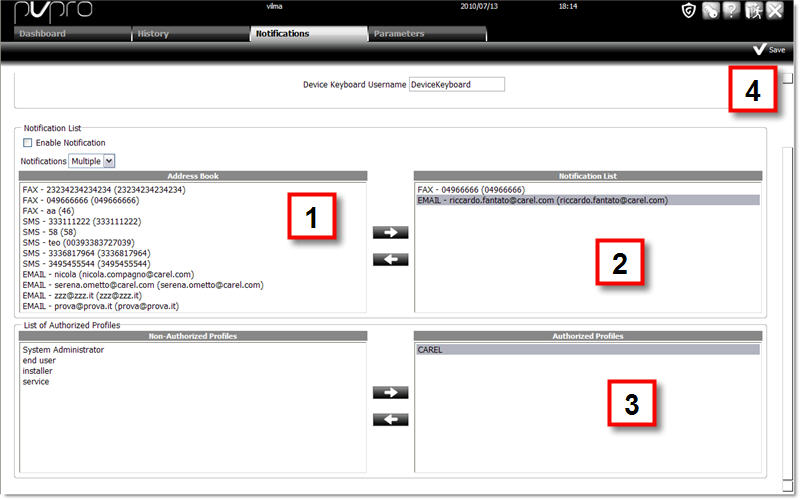 pvpro
vilma 2010/07/13 18:14
Dashboard History Notifications Parameters
Save
Device Keyboard Username DeviceKeyboard
4
Notification List
Enable Notification
Notifications Multiple
Address Book
FAX - 23234234234234 (23234234234234)
FAX - 049666666 (049666666)
FAX - aa (46)
SMS - 333111222 (333111222)
SMS - 58 (58)
SMS - teo (00393383727039)
SMS - 3336817964 (3336817964)
SMS - 3495455544 (3495455544)
EMAIL - nicola (nicola.compagno@carel.com)
EMAIL - serena.ometto@carel.com (serena.ometto@carel.com)
EMAIL - zzz@zzz.it (zzz@zzz.it)
EMAIL - prova@prova.it (prova@prova.it)
1
Notification List
FAX - 04966666 (04966666)
EMAIL - riccardo.fantato@carel.com (riccardo.fantato@carel.com)
2
List of Authorized Profiles
Non-Authorized Profiles
System Administrator
end user
installer
service
Authorized Profiles
CAREL
3